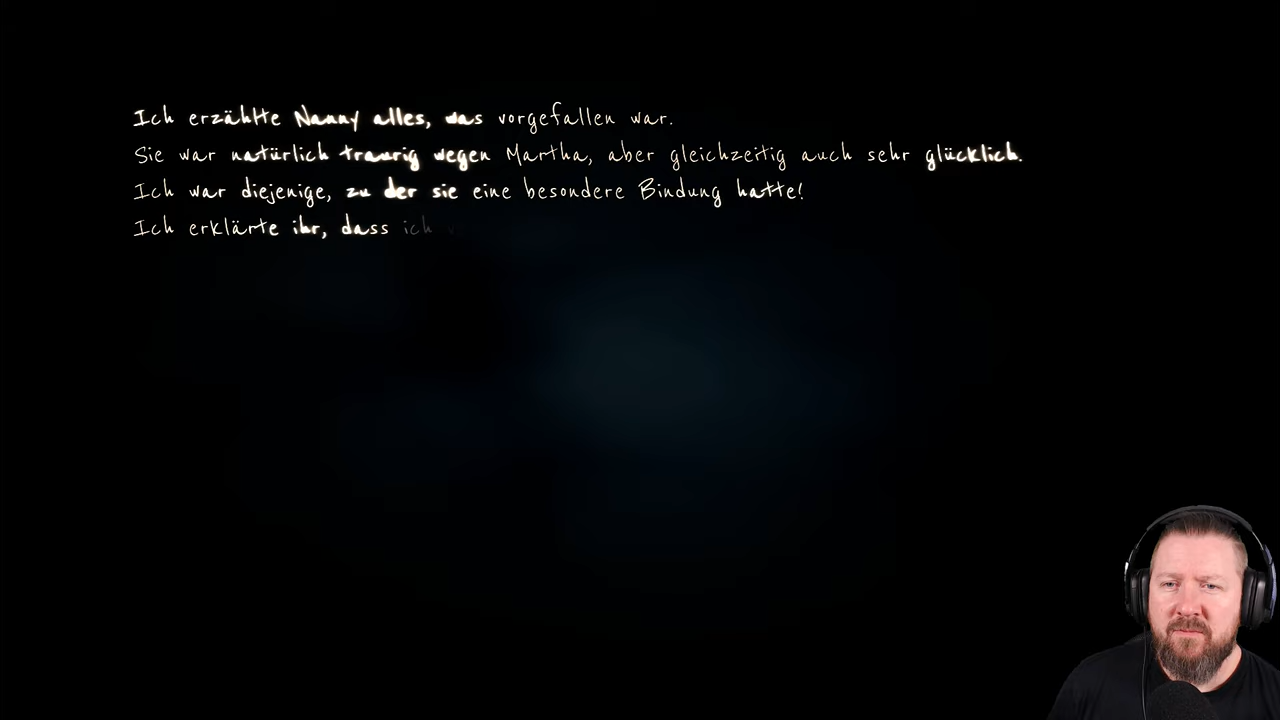 Ich erzählte Nanny alles, was vorgefallen war.
Sie war natürlich traurig wegen Martha, aber gleichzeitig auch sehr glücklich.
Ich war diejenige, zu der sie eine besondere Bindung hatte!
Ich erklärte ihr, dass ich